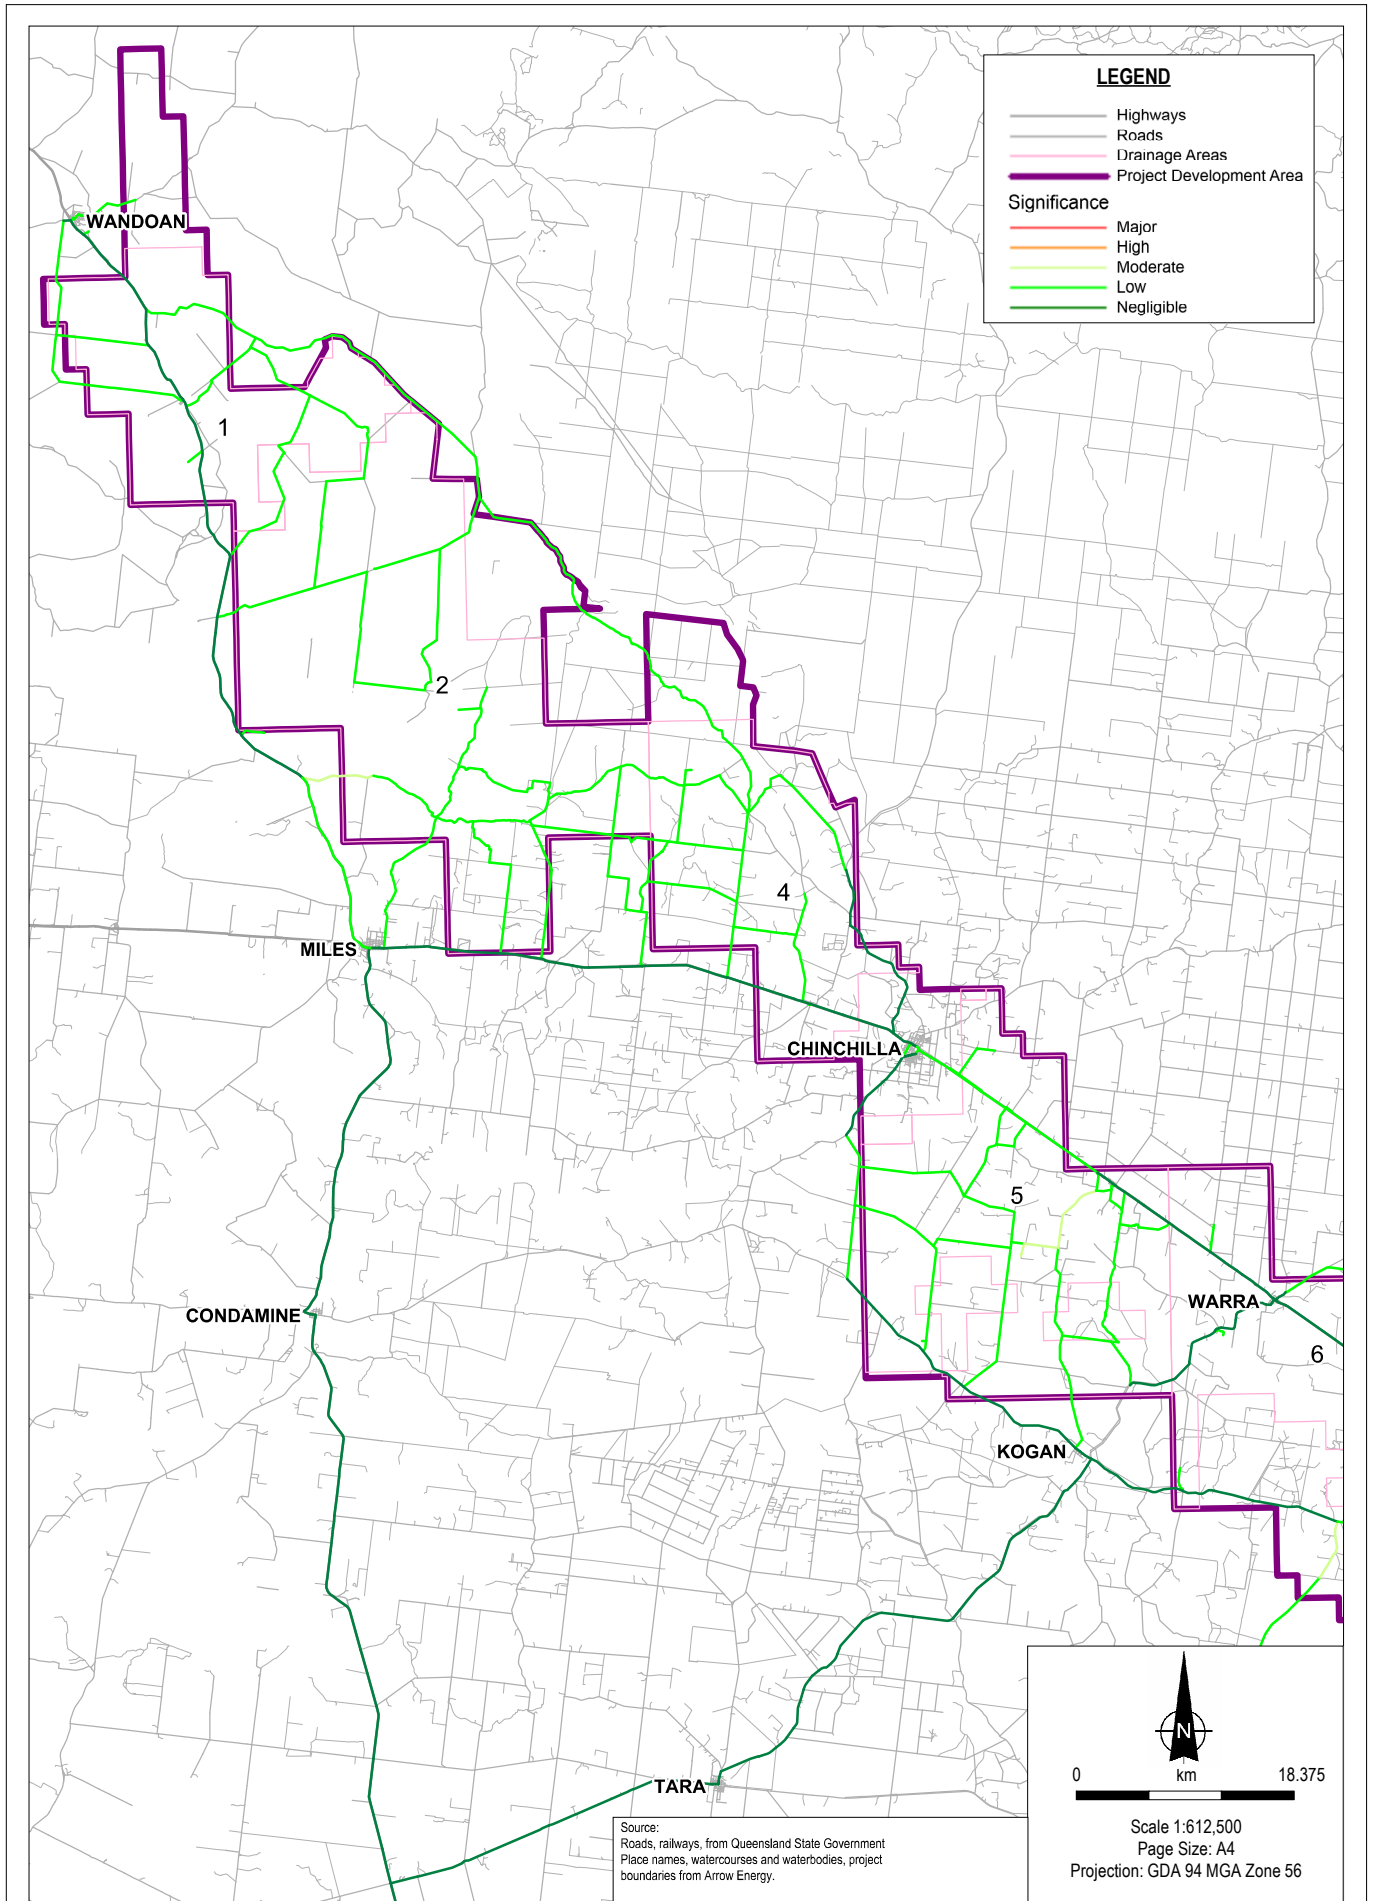 LEGEND
Highways
Roads
Drainage Areas
Project Development Area
Significance
Major
High
Moderate
Low
Negligible
WANDOAN
1
2
4
MILES
CHINCHILLA
5
CONDAMINE
WARRA
6
KOGAN
TARA
N
0 km 18.375
Scale 1:612,500
Page Size: A4
Projection: GDA 94 MGA Zone 56
Source:
Roads, railways, from Queensland State Government
Place names, watercourses and waterbodies, project
boundaries from Arrow Energy.